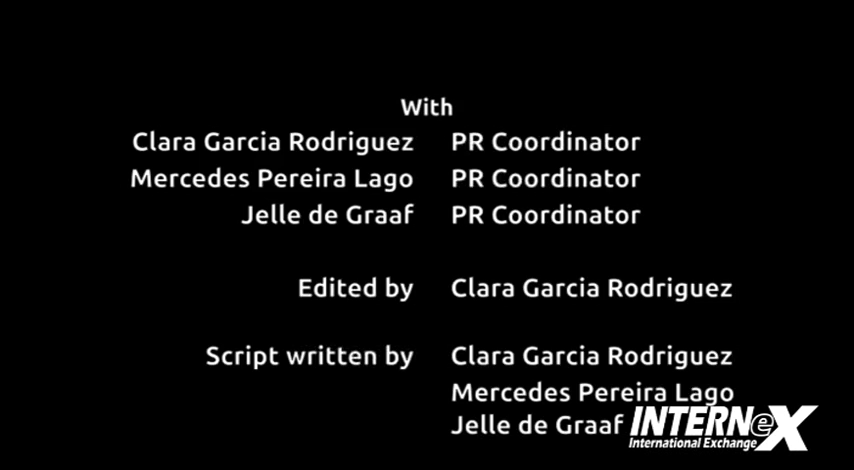 With
Clara Garcia Rodriguez PR Coordinator
Mercedes Pereira Lago PR Coordinator
Jelle de Graaf PR Coordinator
Edited by Clara Garcia Rodriguez
Script written by Clara Garcia Rodriguez
Mercedes Pereira Lago
Jelle de Graaf
INTERNeX
International Exchange